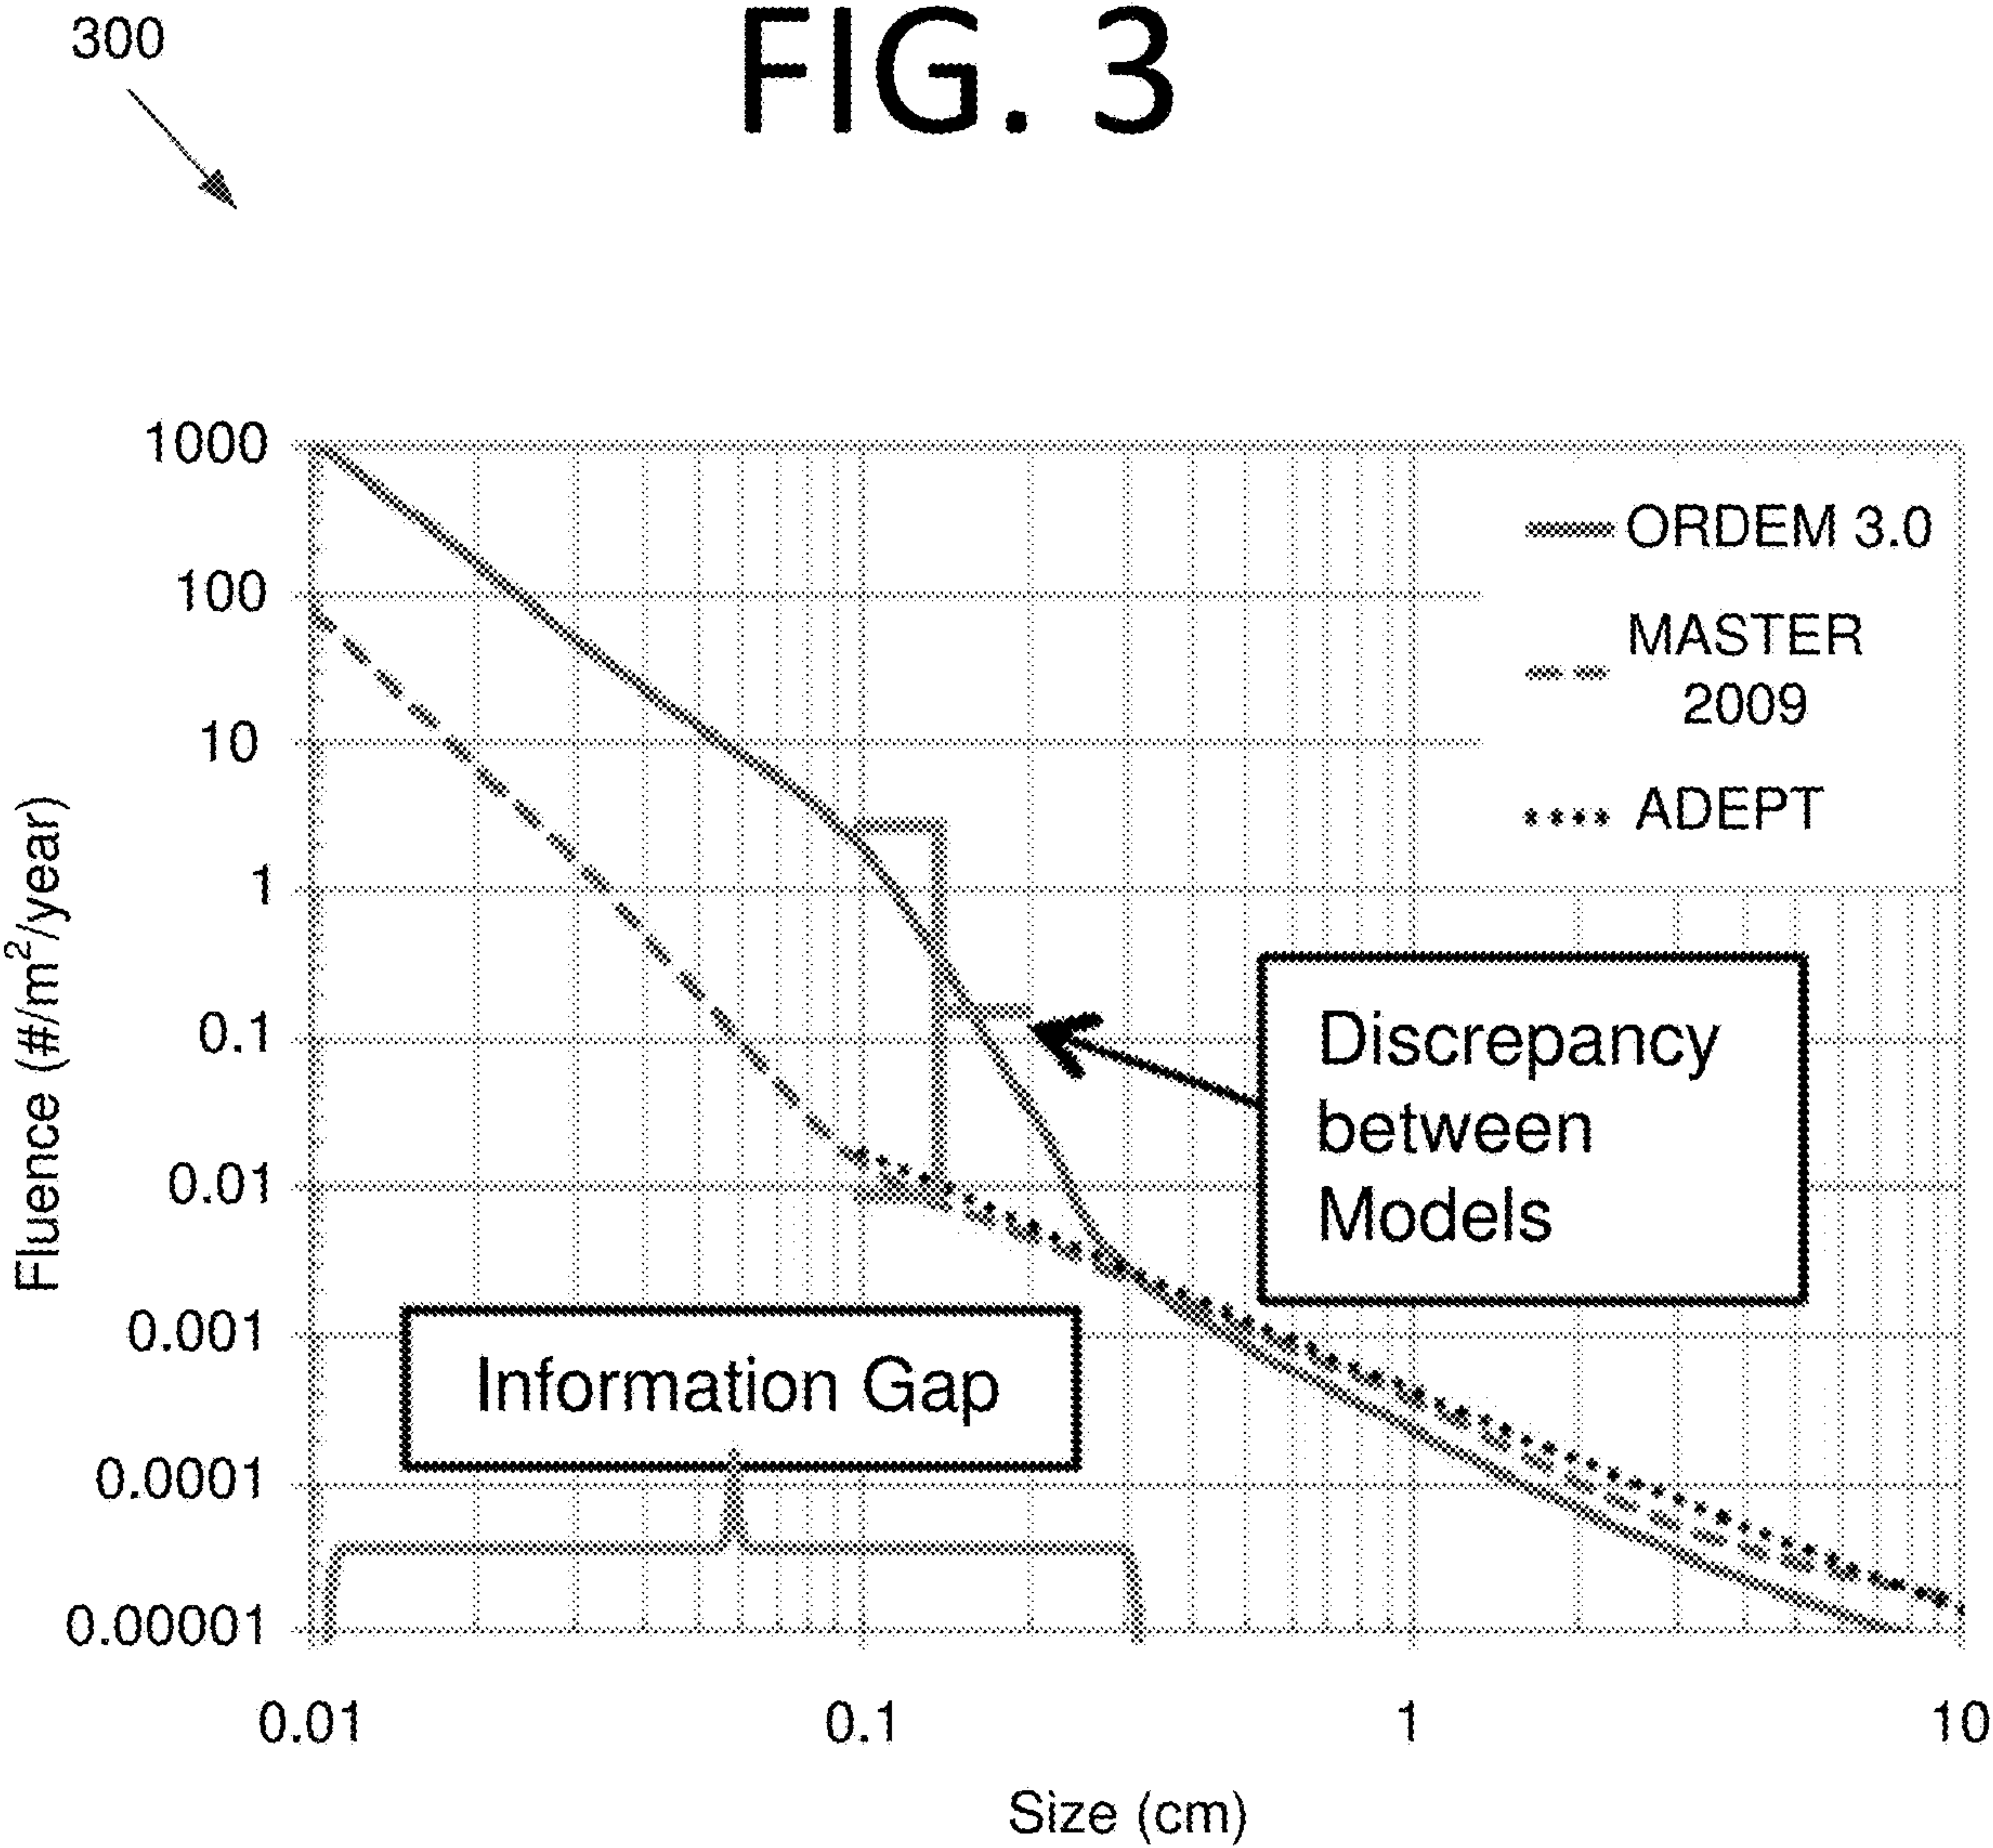 300
FIG. 3
1000
100
10
1
0.1
0.01
0.001
0.0001
0.00001
Fluence (#/m²/year)
ORDEM 3.0
MASTER
2009
ADEPT
Discrepancy
between
Models
Information Gap
0.01
0.1
1
10
Size (cm)